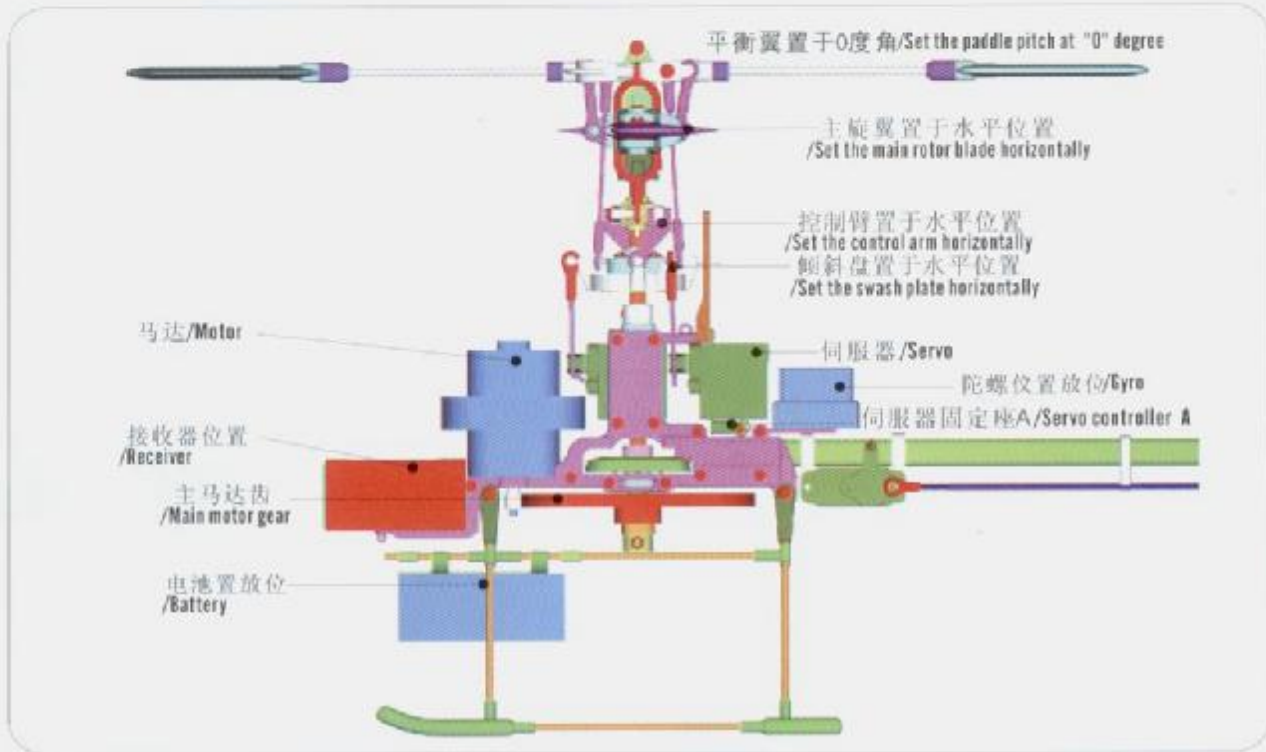 平衡翼置于0度角/Set the paddle pitch at "0" degree
主旋翼置于水平位置
/Set the main rotor blade horizontally
控制臂置于水平位置
/Set the control arm horizontally
倾斜盘置于水平位置
/Set the swash plate horizontally
马达/Motor
伺服器/Servo
陀螺仪置放位/Gyro
伺服器固定座A/Servo controller A
接收器位置
/Receiver
主马达齿
/Main motor gear
电池置放位
/Battery